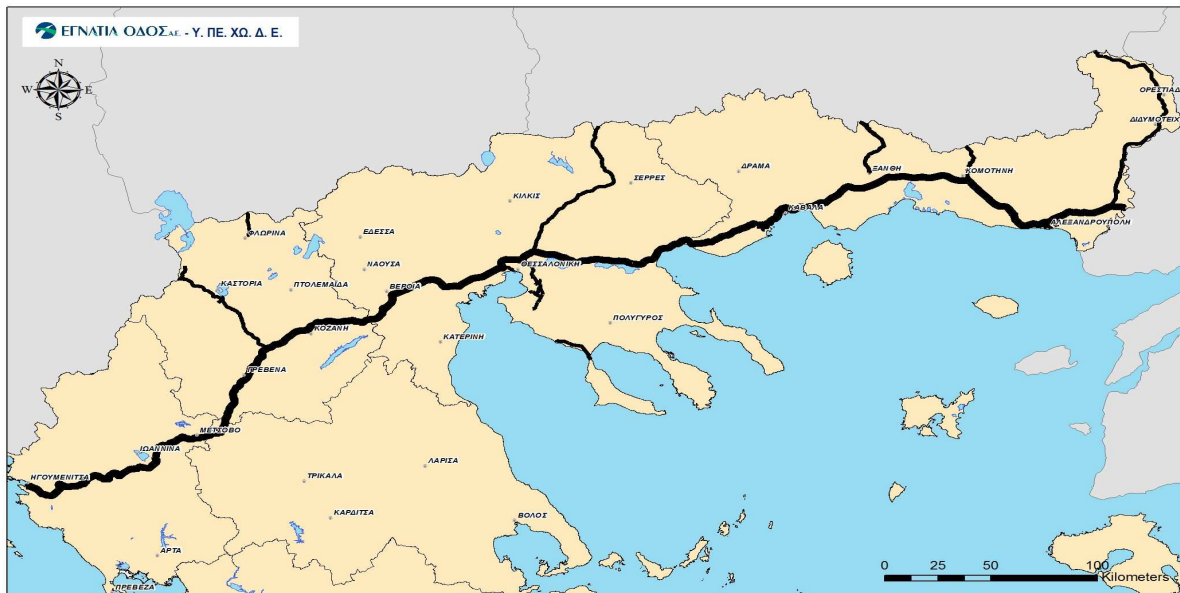 ΕΓΝΑΤΙΑ ΟΔΟΣ Α.Ε. - Υ. ΠΕ. ΧΩ. Δ. Ε.
N
W E
S
ΟΡΕΣΤΙΑΔ
ΔΙΔΥΜΟΤΕΙΧ
ΔΡΑΜΑ
ΞΑΝΘΗ
ΚΟΜΟΤΗΝΗ
ΣΕΡΡΕΣ
ΚΙΛΚΙΣ
ΚΑΒΑΛΑ
ΑΛΕΞΑΝΔΡΟΥΠΟΛΗ
ΦΛΩΡΙΝΑ
ΕΔΕΣΣΑ
ΝΑΟΥΣΑ
ΘΕΣΣΑΛΟΝΙΚΗ
ΚΑΣΤΟΡΙΑ
ΠΤΟΛΕΜΑΪΔΑ
ΒΕΡΟΙΑ
ΠΟΛΥΓΥΡΟΣ
ΚΟΖΑΝΗ
ΚΑΤΕΡΙΝΗ
ΓΡΕΒΕΝΑ
ΜΕΤΣΟΒΟ
ΙΩΑΝΝΙΝΑ
ΛΑΡΙΣΑ
ΗΓΟΥΜΕΝΙΤΣΑ
ΤΡΙΚΑΛΑ
ΚΑΡΔΙΤΣΑ
ΒΟΛΟΣ
ΑΡΤΑ
ΠΡΕΒΕΖΑ
0 25 50 100
Kilometers